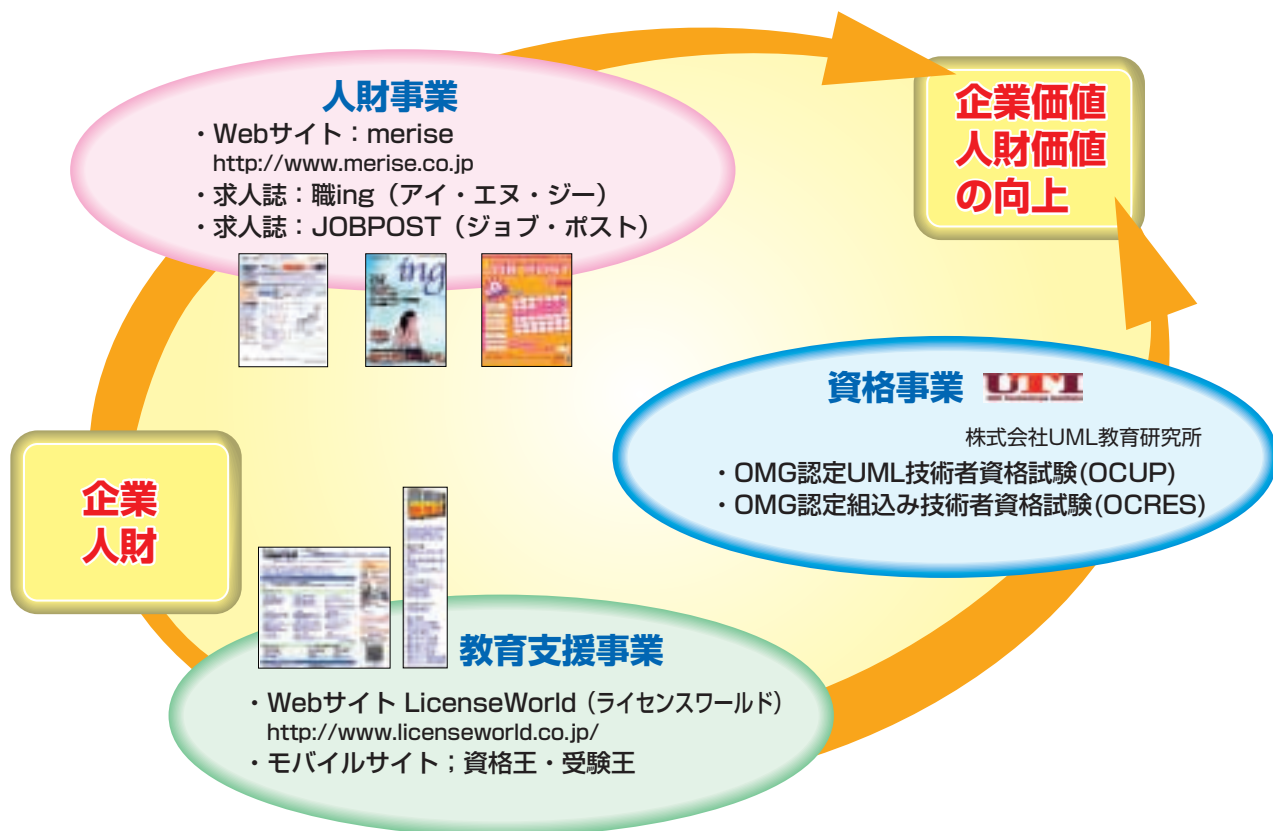 人財事業
・Webサイト：merise
http://www.merise.co.jp
・求人誌：職ing（アイ・エヌ・ジー）
・求人誌：JOBPOST（ジョブ・ポスト）
ing
企業価値
人財価値
の向上
資格事業 UTI
株式会社UML教育研究所
・OMG認定UML技術者資格試験(OCUP)
・OMG認定組込み技術者資格試験(OCRES)
企業
人財
教育支援事業
・Webサイト LicenseWorld（ライセンスワールド）
http://www.licenseworld.co.jp/
・モバイルサイト；資格王・受験王